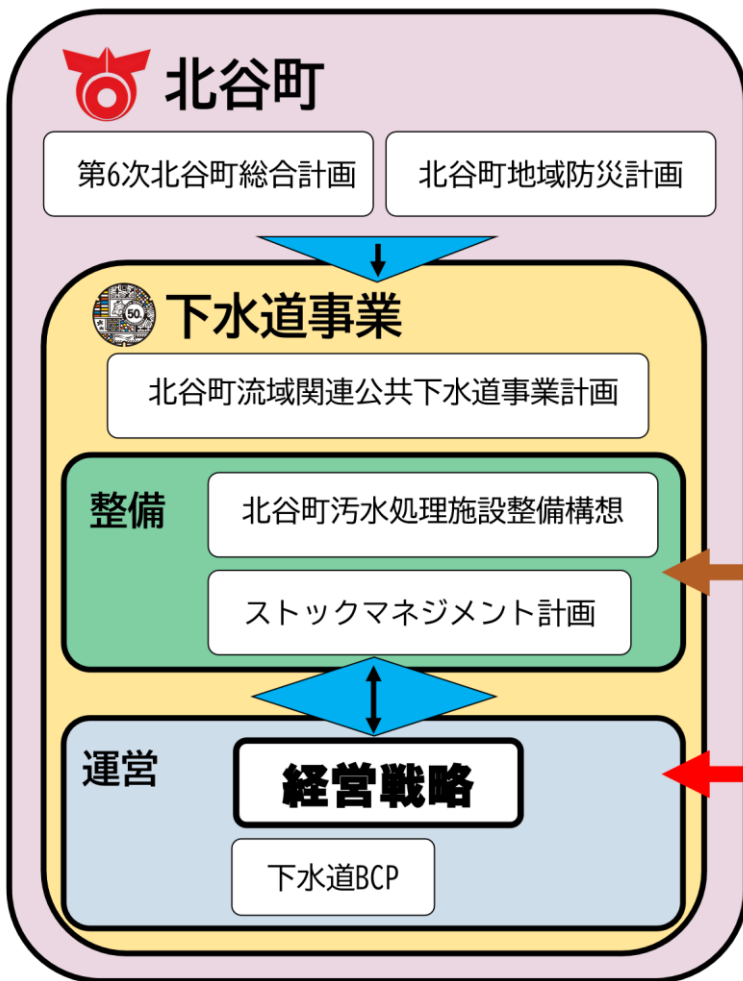 北谷町
第6次北谷町総合計画
北谷町地域防災計画
50
下水道事業
北谷町流域関連公共下水道事業計画
整備
北谷町汚水処理施設整備構想
ストックマネジメント計画
運営
経営戦略
下水道BCP